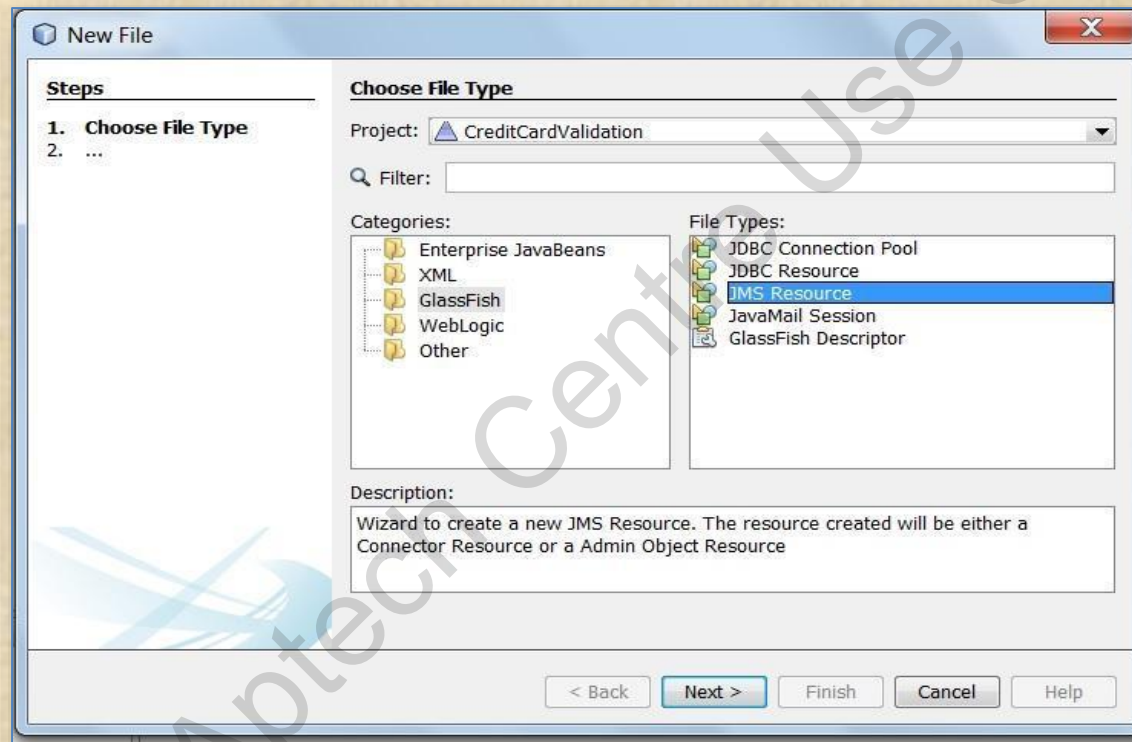 New File
X
Steps
1. Choose File Type
2. ...
Choose File Type
Project: CreditCardValidation
Filter:
Categories:
Enterprise JavaBeans
XML
GlassFish
WebLogic
Other
File Types:
JDBC Connection Pool
JDBC Resource
JMS Resource
JavaMail Session
GlassFish Descriptor
Description:
Wizard to create a new JMS Resource. The resource created will be either a
Connector Resource or a Admin Object Resource
< Back Next > Finish Cancel Help
Aptech Centre Use